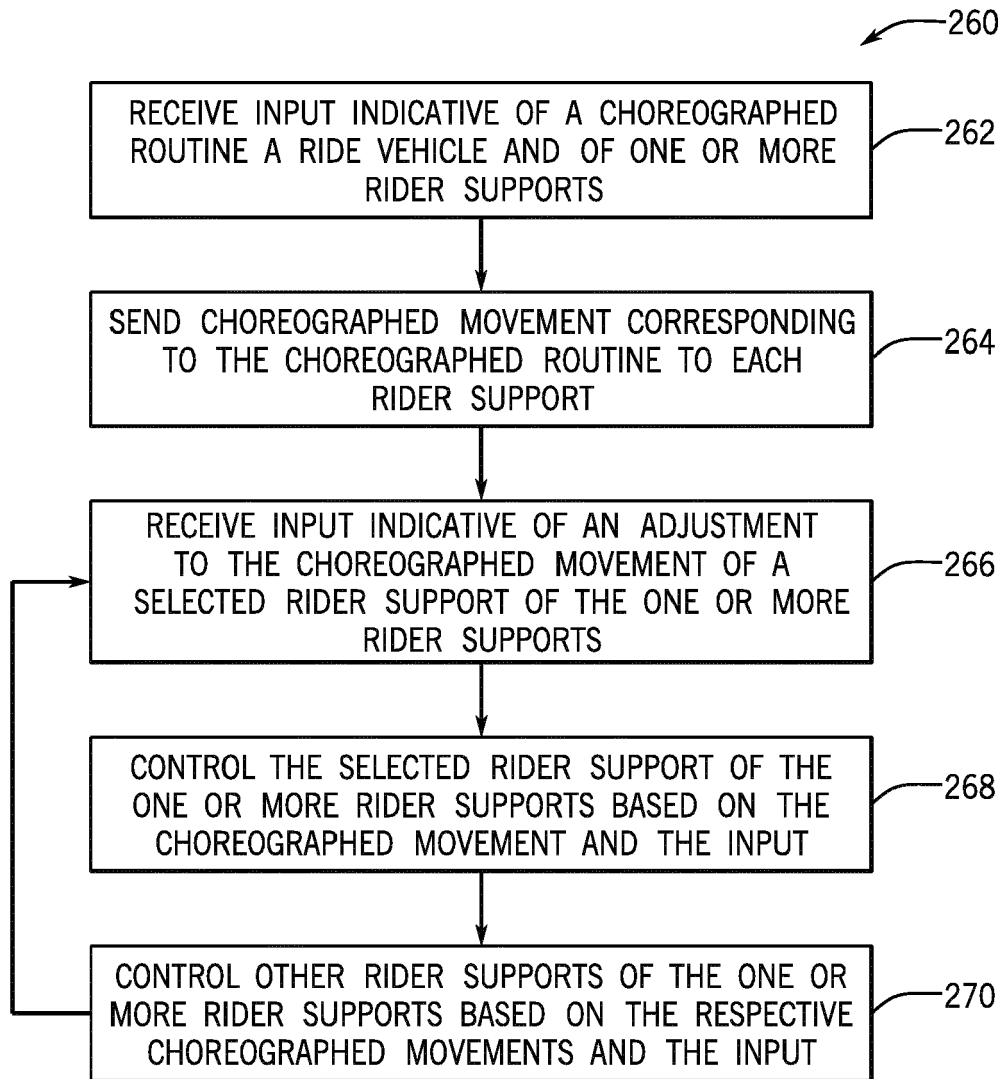 260
RECEIVE INPUT INDICATIVE OF A CHOREOGRAPHED
ROUTINE A RIDE VEHICLE AND OF ONE OR MORE
RIDER SUPPORTS
262
SEND CHOREOGRAPHED MOVEMENT CORRESPONDING
TO THE CHOREOGRAPHED ROUTINE TO EACH
RIDER SUPPORT
264
RECEIVE INPUT INDICATIVE OF AN ADJUSTMENT
TO THE CHOREOGRAPHED MOVEMENT OF A
SELECTED RIDER SUPPORT OF THE ONE OR MORE
RIDER SUPPORTS
266
CONTROL THE SELECTED RIDER SUPPORT OF THE
ONE OR MORE RIDER SUPPORTS BASED ON THE
CHOREOGRAPHED MOVEMENT AND THE INPUT
268
CONTROL OTHER RIDER SUPPORTS OF THE ONE OR
MORE RIDER SUPPORTS BASED ON THE RESPECTIVE
CHOREOGRAPHED MOVEMENTS AND THE INPUT
270